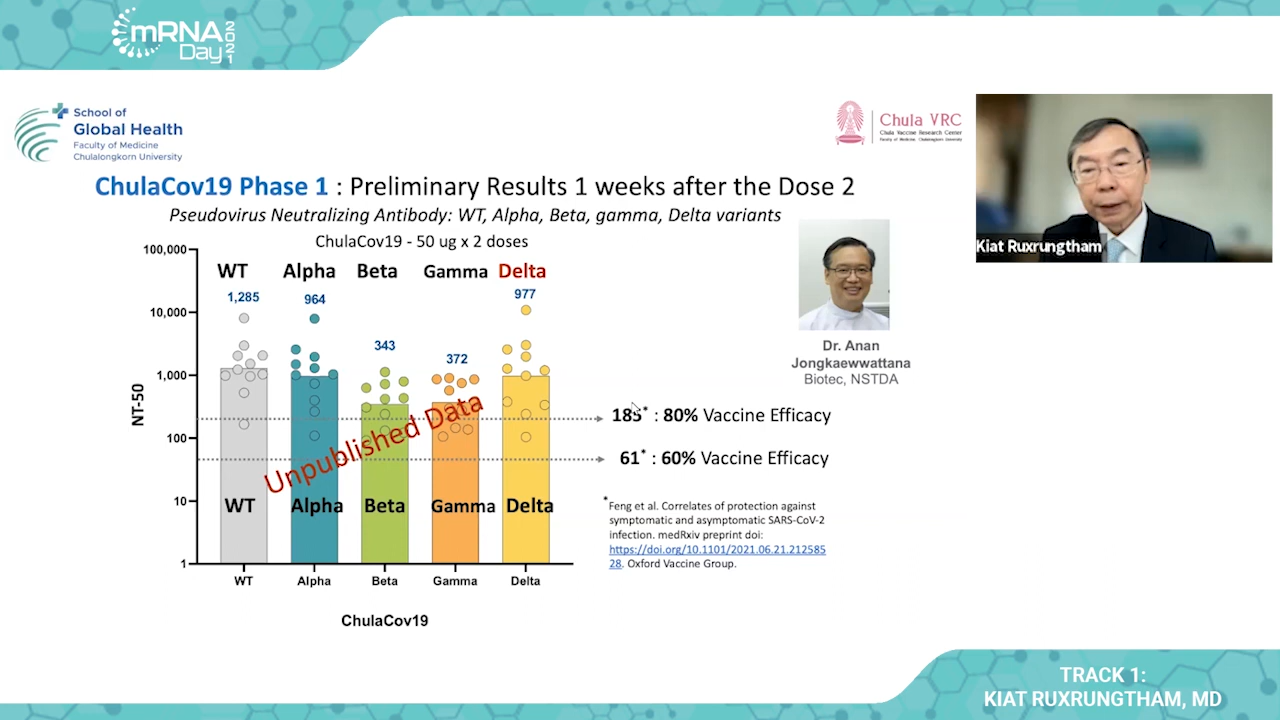 mRNA
Day
2021
School of
Global Health
Faculty of Medicine
Chulalongkorn University
Chula VRC
Chula Vaccine Research Center
Faculty of Medicine, Chulalongkorn University
Kiat Ruxrungtham
ChulaCov19 Phase 1 : Preliminary Results 1 weeks after the Dose 2
Pseudovirus Neutralizing Antibody: WT, Alpha, Beta, gamma, Delta variants
ChulaCov19 - 50 ug x 2 doses
WT Alpha Beta Gamma Delta
1,285 964 343 372 977
NT-50
100,000
10,000
1,000
100
10
1
Unpublished Data
WT Alpha Beta Gamma Delta
WT Alpha Beta Gamma Delta
ChulaCov19
Dr. Anan
Jongkaewwattana
Biotec, NSTDA
185* : 80% Vaccine Efficacy
61* : 60% Vaccine Efficacy
*Feng et al. Correlates of protection against
symptomatic and asymptomatic SARS-CoV-2
infection. medRxiv preprint doi:
https://doi.org/10.1101/2021.06.21.212585
28. Oxford Vaccine Group.
TRACK 1:
KIAT RUXRUNGTHAM, MD